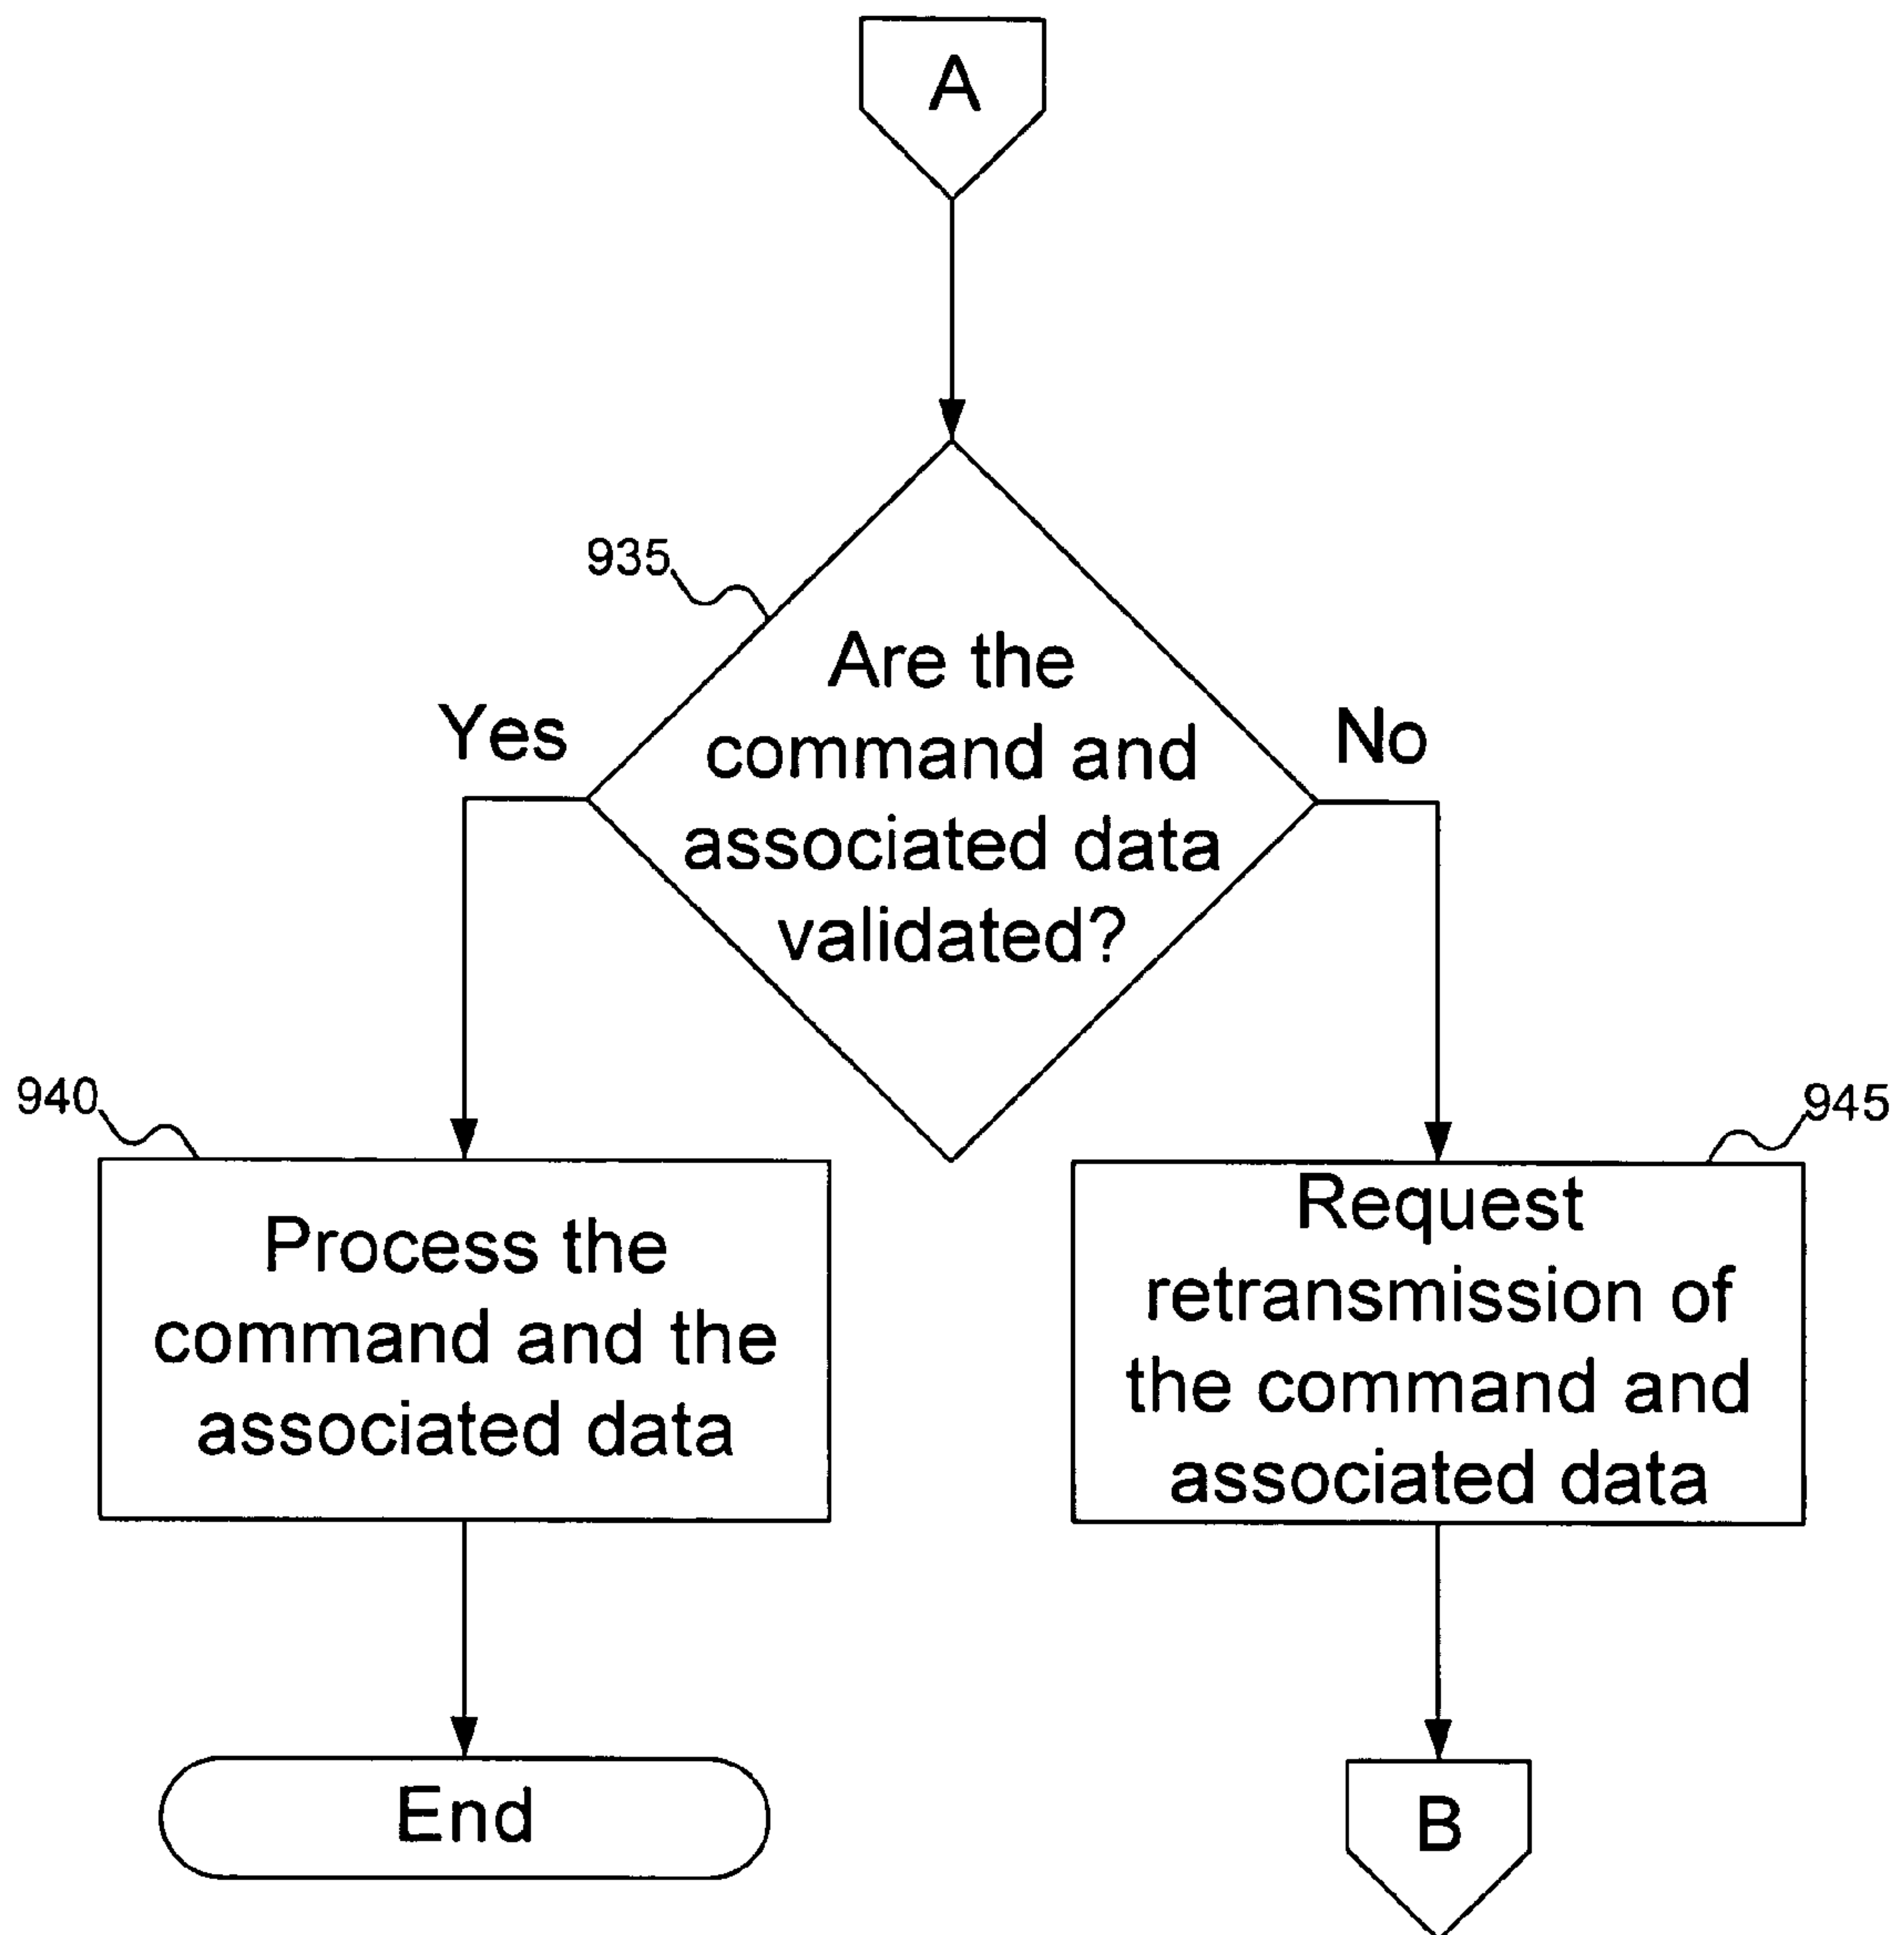 A
935
Are the
command and
associated data
validated?
Yes
No
940
Process the
command and the
associated data
945
Request
retransmission of
the command and
associated data
End
B